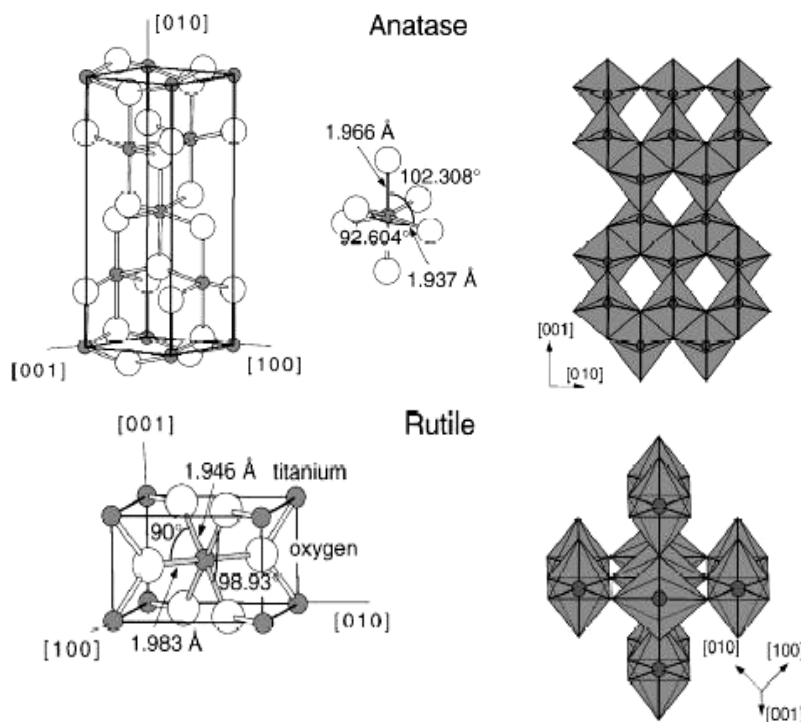 [010]
Anatase
1.966 Å
102.308°
92.604°
1.937 Å
[001]
[100]
[001]
[010]
Rutile
[001]
1.946 Å
titanium
90°
oxygen
98.93°
[010]
[100]
1.983 Å
[010]
[100]
[001]